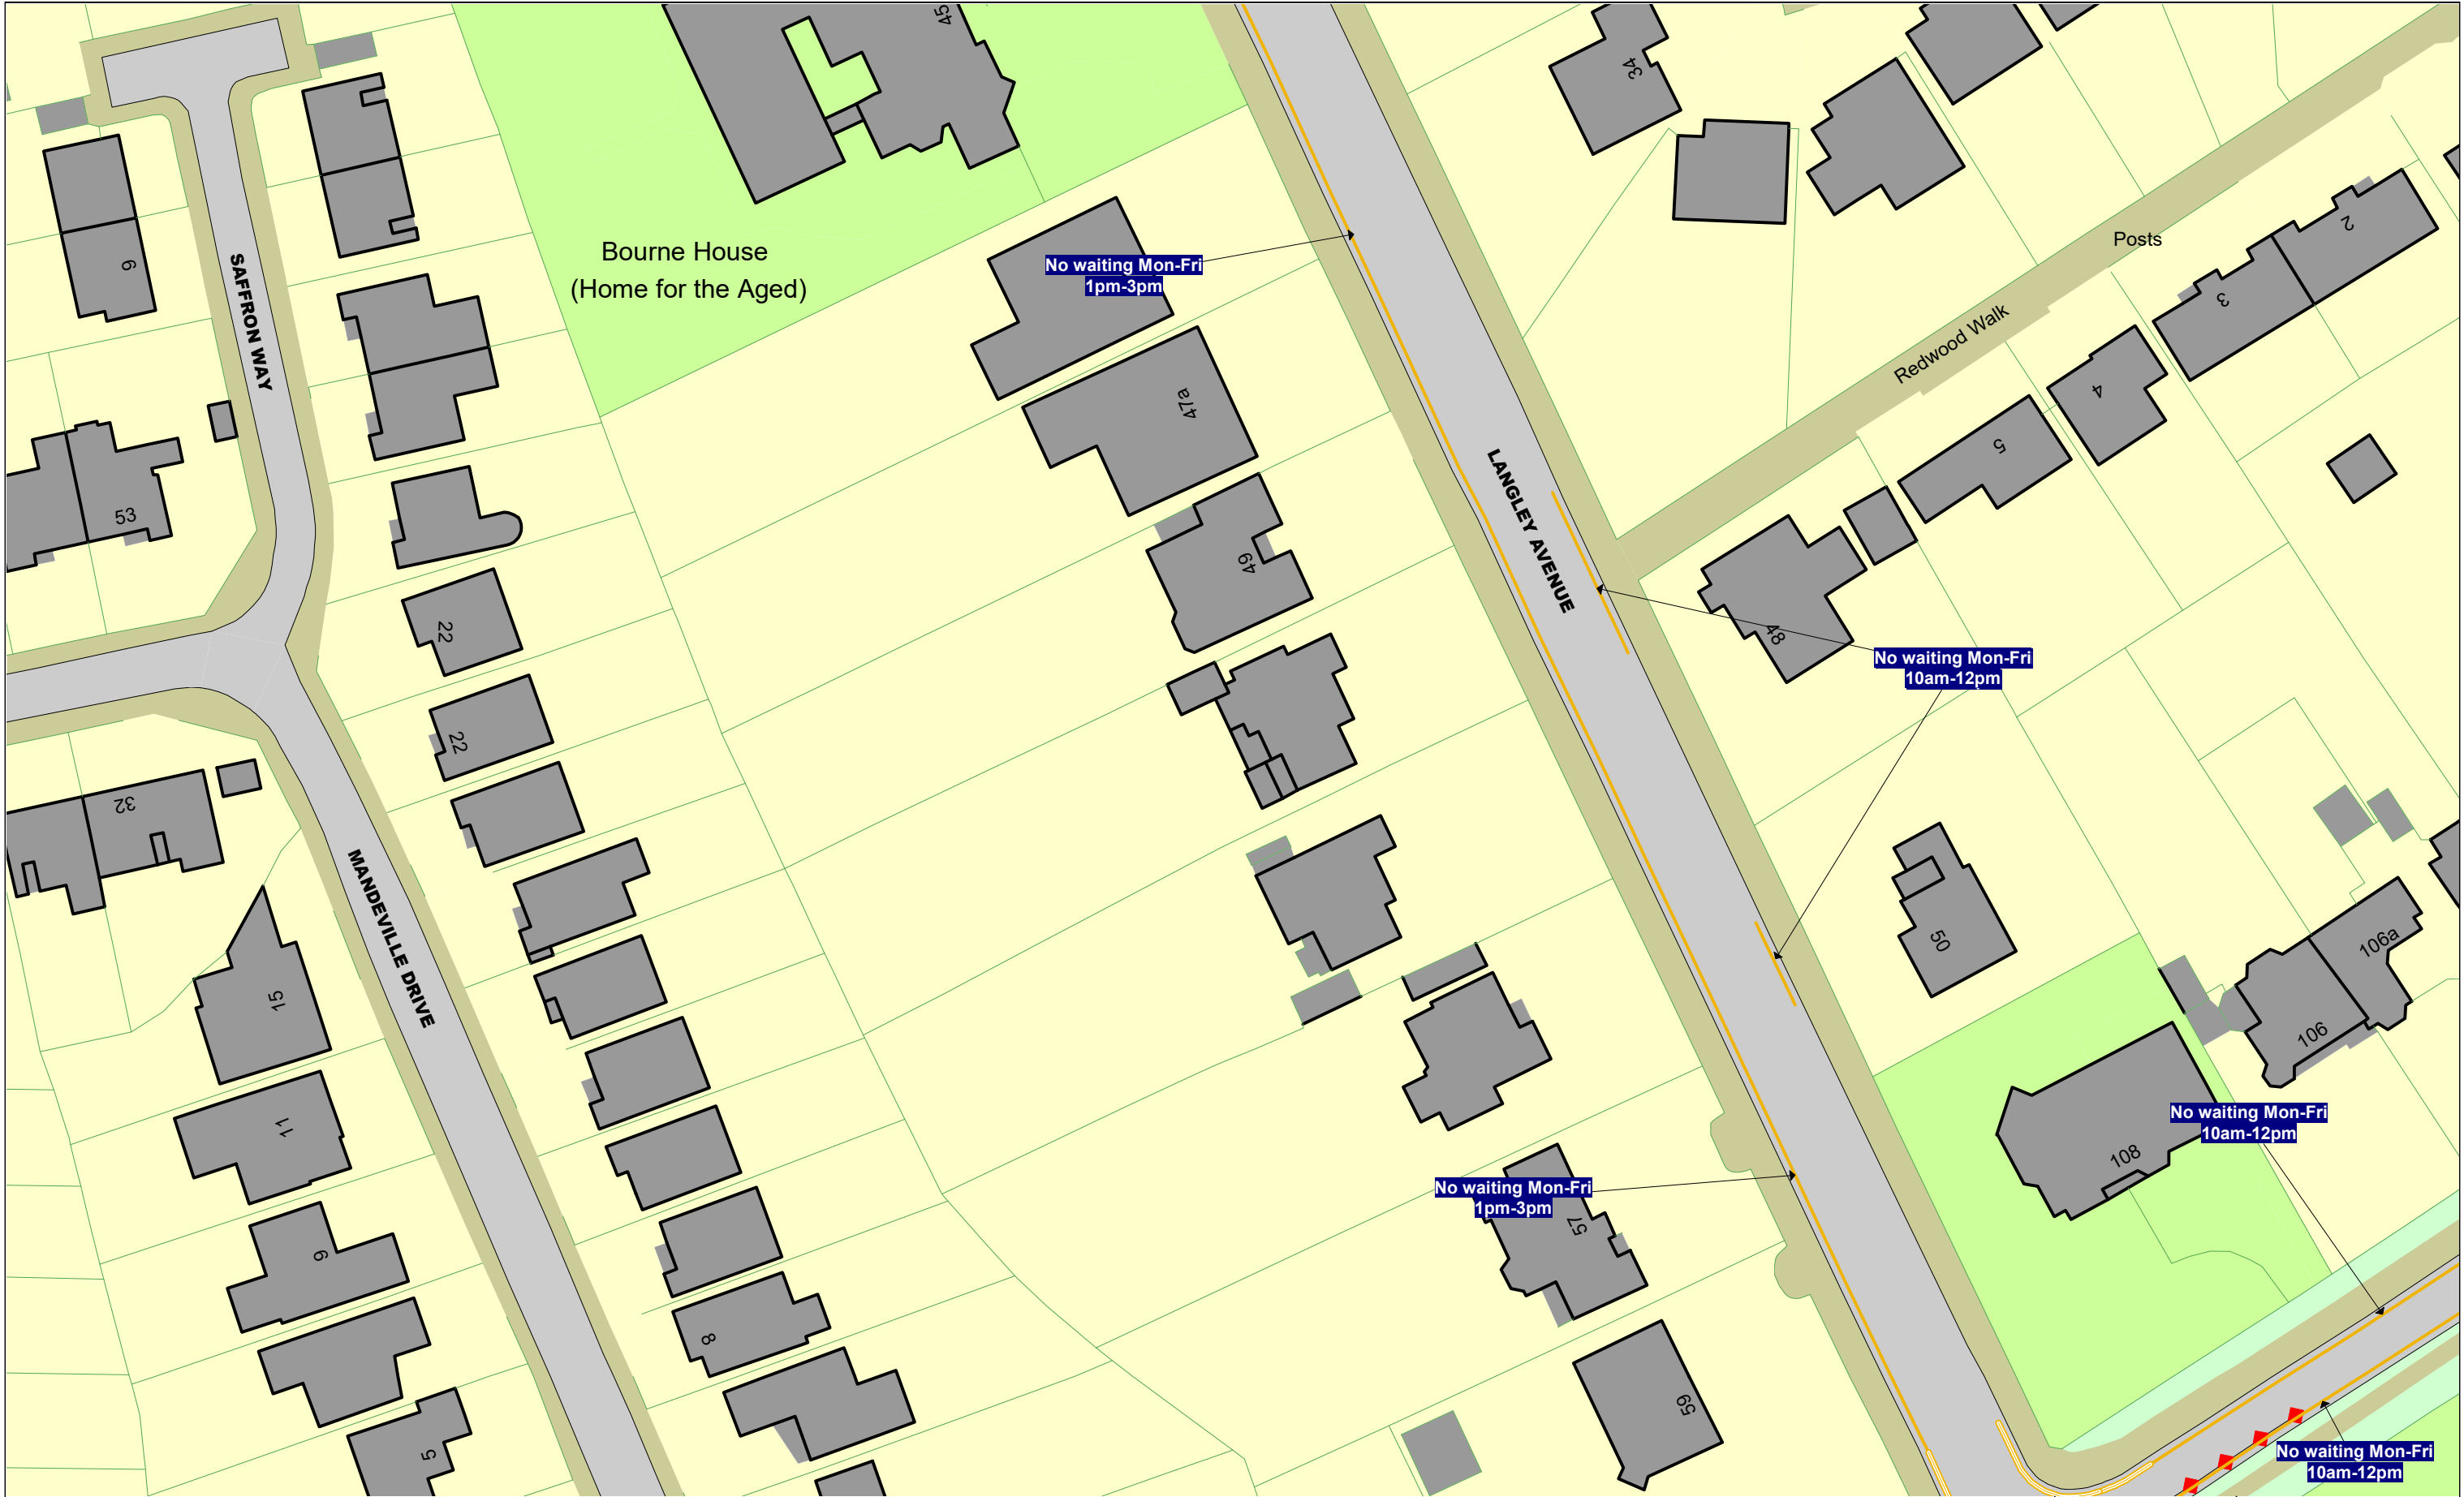 45
34
Bourne House
(Home for the Aged)
No waiting Mon-Fri
1pm-3pm
Posts
2
3
Redwood Walk
4
5
6
SAFFRON WAY
47a
49
LANGLEY AVENUE
48
No waiting Mon-Fri
10am-12pm
53
22
22
32
MANDEVILLE DRIVE
15
11
9
5
8
50
106a
106
108
No waiting Mon-Fri
10am-12pm
No waiting Mon-Fri
1pm-3pm
57
59
No waiting Mon-Fri
10am-12pm